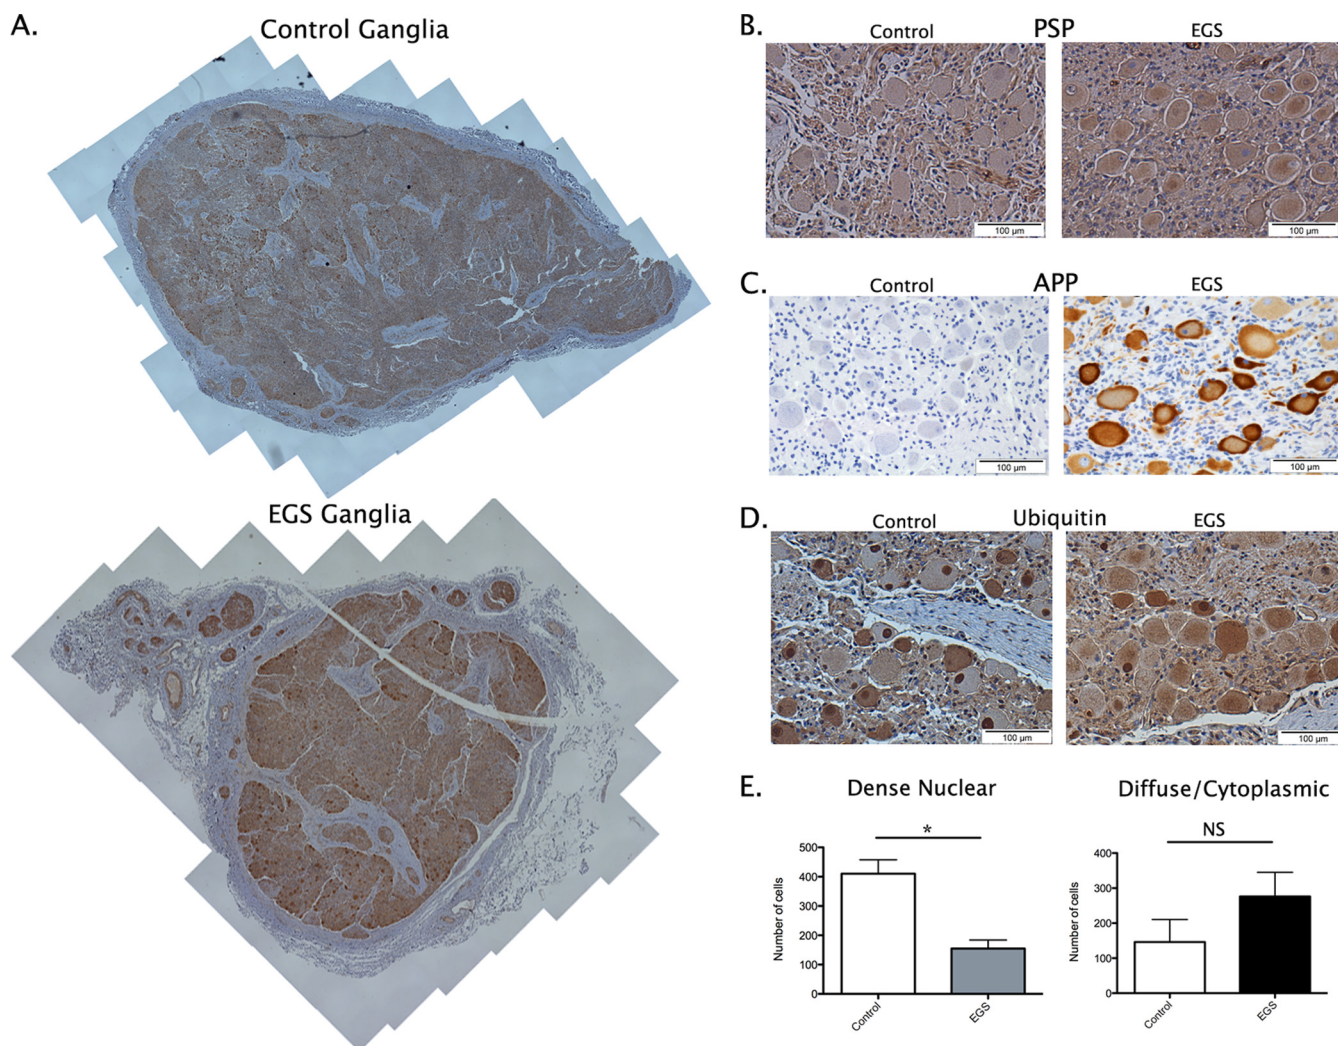 A.
Control Ganglia
EGS Ganglia
B.
Control
PSP
EGS
100 µm
100 µm
C.
Control
APP
EGS
100 µm
100 µm
D.
Control
Ubiquitin
EGS
100 µm
100 µm
E.
Dense Nuclear
*
Number of cells
500
400
300
200
100
0
Control
EGS
Diffuse/Cytoplasmic
NS
Number of cells
400
300
200
100
0
Control
EGS